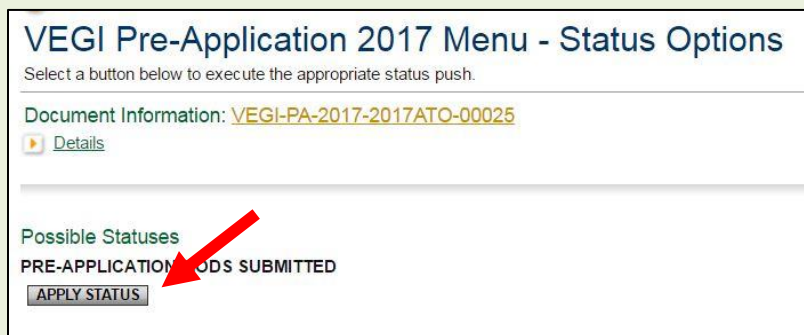 VEGI Pre-Application 2017 Menu - Status Options
Select a button below to execute the appropriate status push.
Document Information: VEGI-PA-2017-2017ATO-00025
Details
Possible Statuses
PRE-APPLICATION SUBMITTED
APPLY STATUS